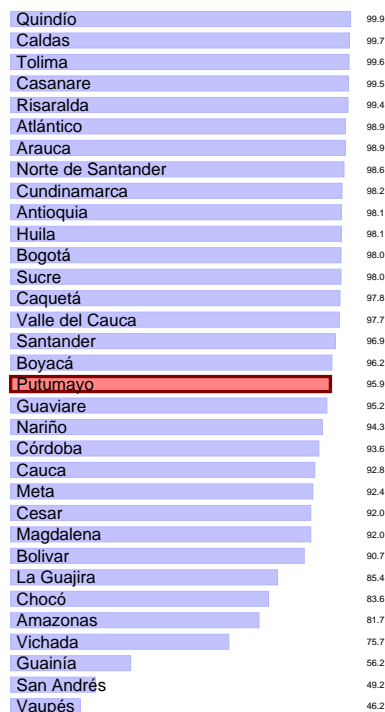 Quindío 99.9
Caldas 99.7
Tolima 99.6
Casanare 99.5
Risaralda 99.4
Atlántico 98.9
Arauca 98.9
Norte de Santander 98.6
Cundinamarca 98.2
Antioquia 98.1
Huila 98.1
Bogotá 98.0
Sucre 98.0
Caquetá 97.8
Valle del Cauca 97.7
Santander 96.9
Boyacá 96.2
Putumayo 95.9
Guaviare 95.2
Nariño 94.3
Córdoba 93.6
Cauca 92.8
Meta 92.4
Cesar 92.0
Magdalena 92.0
Bolivar 90.7
La Guajira 85.4
Chocó 83.6
Amazonas 81.7
Vichada 75.7
Guainía 56.2
San Andrés 49.2
Vaupés 46.2